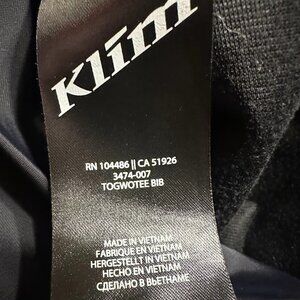 Klim
RN 104486 || CA 51926
3474-007
TOGWOTEE BIB
MADE IN VIETNAM
FABRIQUE EN VIETNAM
HERGESTELLT IN VIETNAM
HECHO EN VIETNAM
СДЕЛАНО В ВЬЕТНАМЕ